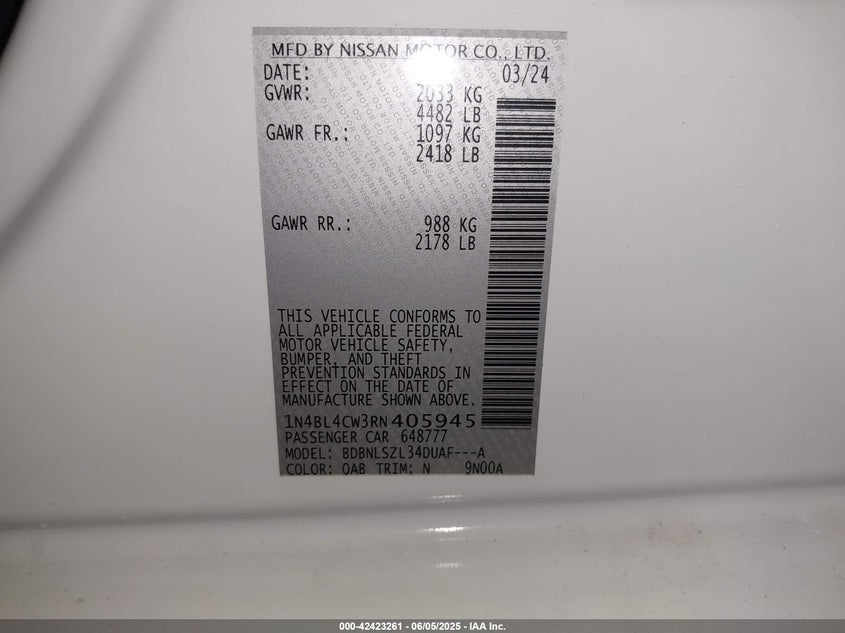 MFD BY NISSAN MOTOR CO., LTD.
DATE: 03/24
GVWR: 2033 KG
4482 LB
GAWR FR.: 1097 KG
2418 LB
GAWR RR.: 988 KG
2178 LB
THIS VEHICLE CONFORMS TO
ALL APPLICABLE FEDERAL
MOTOR VEHICLE SAFETY,
BUMPER, AND THEFT
PREVENTION STANDARDS IN
EFFECT ON THE DATE OF
MANUFACTURE SHOWN ABOVE.
1N4BL4CW3RN405945
PASSENGER CAR 648777
MODEL: BDBNLSZL34DUAF---A
COLOR: QAB TRIM: N 9N00A
000-42423261 - 06/05/2025 - IAA Inc.